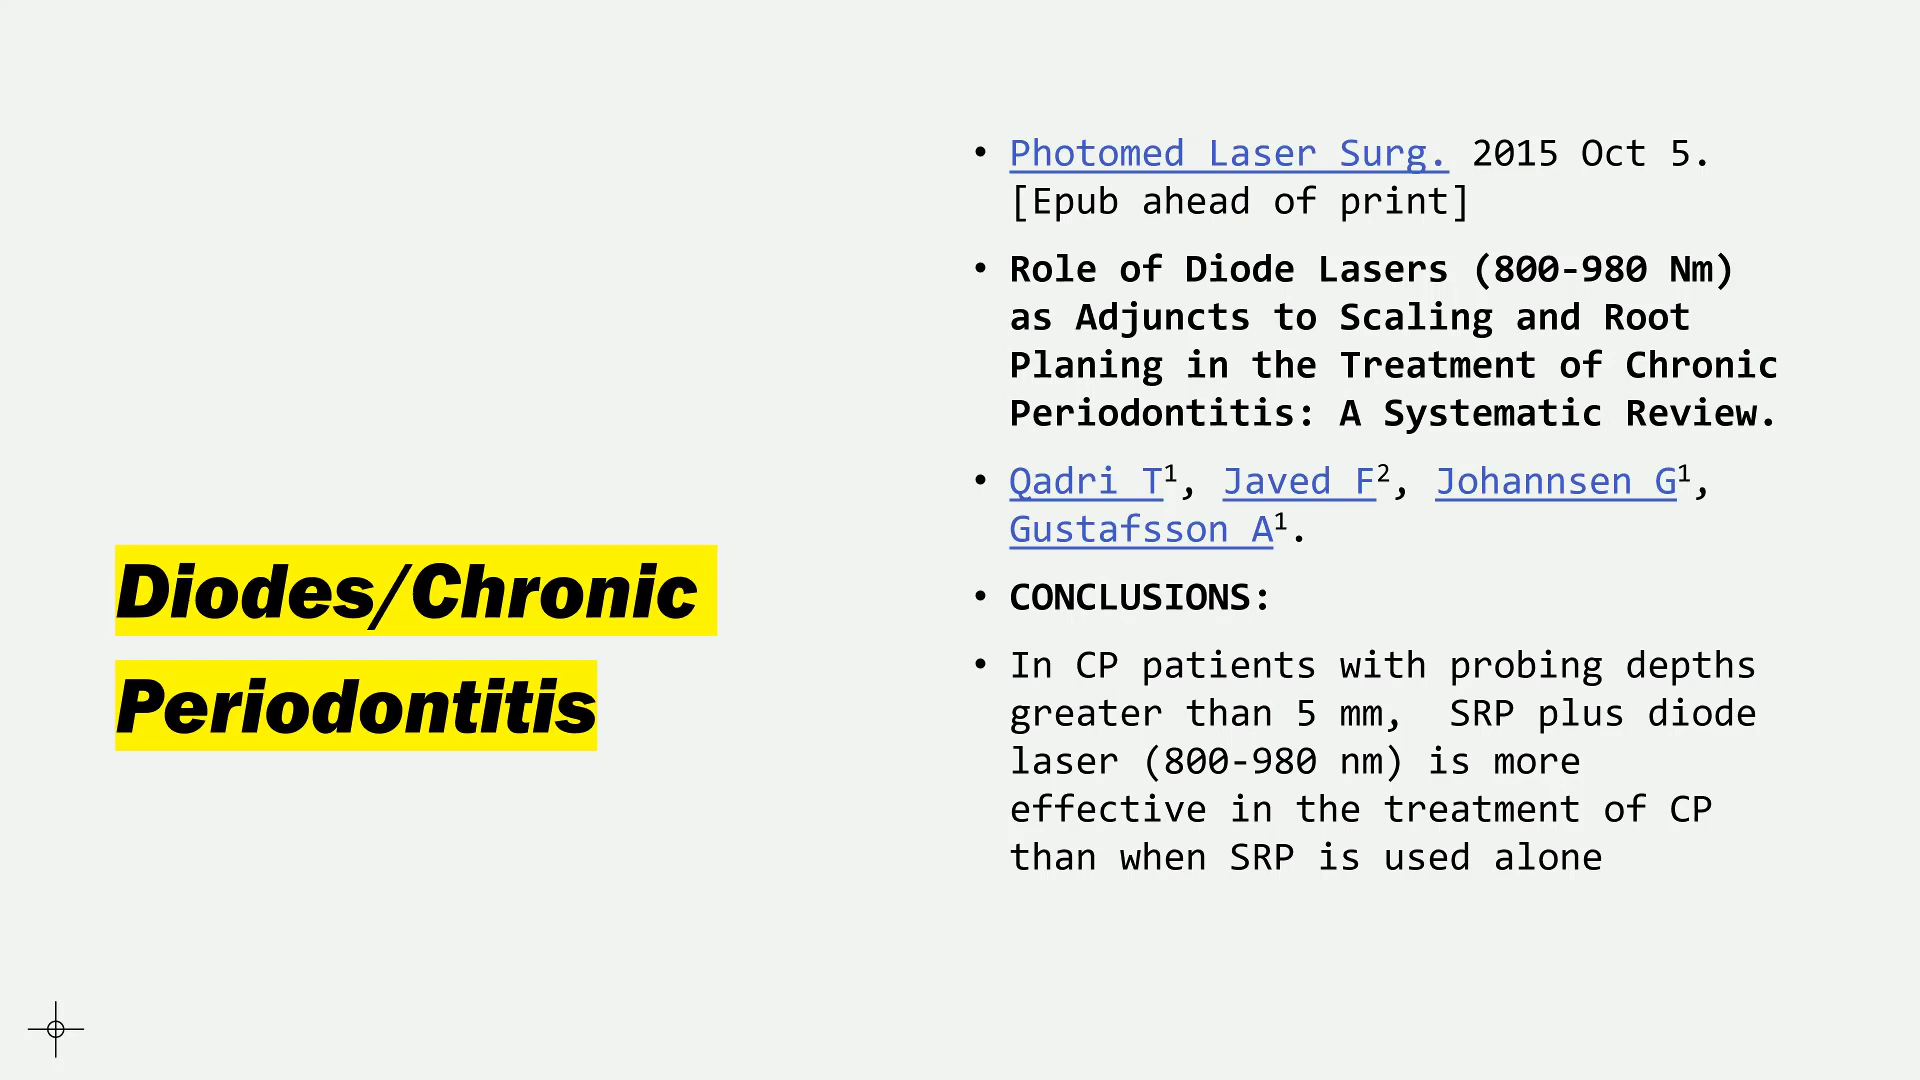 Diodes/Chronic
Periodontitis
• Photomed Laser Surg. 2015 Oct 5.
[Epub ahead of print]
• Role of Diode Lasers (800-980 Nm)
as Adjuncts to Scaling and Root
Planing in the Treatment of Chronic
Periodontitis: A Systematic Review.
• Qadri T¹, Javed F², Johannsen G¹,
Gustafsson A¹.
• CONCLUSIONS:
• In CP patients with probing depths
greater than 5 mm,  SRP plus diode
laser (800-980 nm) is more
effective in the treatment of CP
than when SRP is used alone